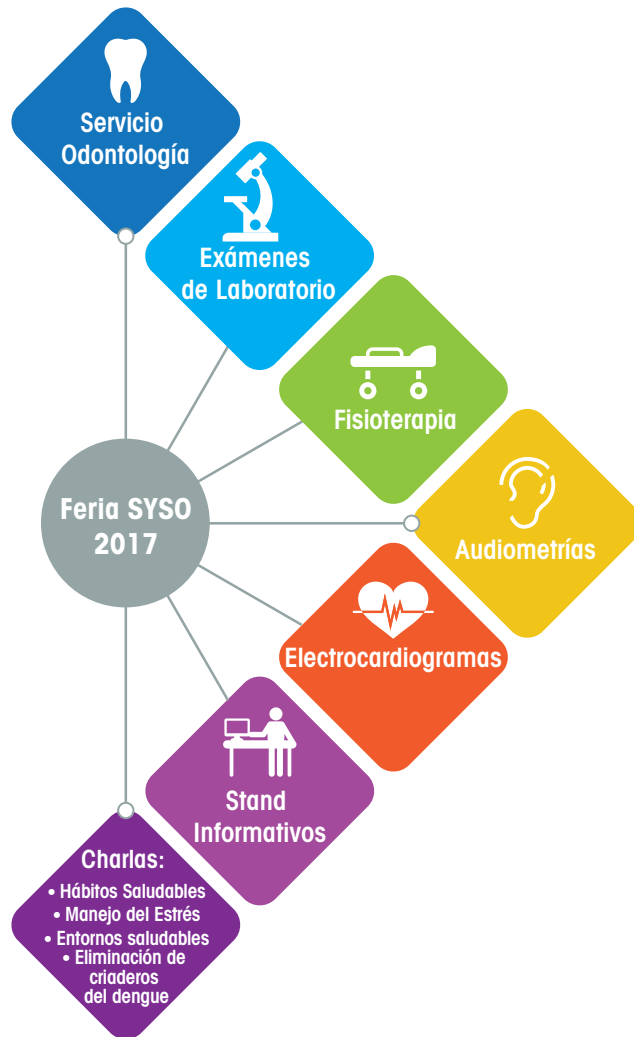 Servicio
Odontología
Exámenes
de Laboratorio
Fisioterapia
Feria SYSO
2017
Audiometrías
Electrocardiogramas
Stand
Informativos
Charlas:
• Hábitos Saludables
• Manejo del Estrés
• Entornos saludables
• Eliminación de
criaderos
del dengue